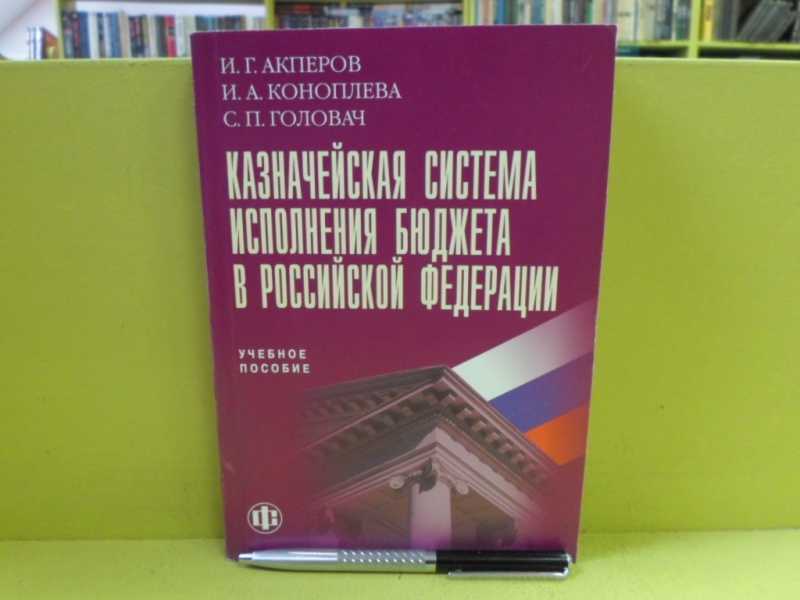 И. Г. АКПЕРОВ
И. А. КОНОПЛЕВА
С. П. ГОЛОВАЧ
КАЗНАЧЕЙСКАЯ СИСТЕМА
ИСПОЛНЕНИЯ БЮДЖЕТА
В РОССИЙСКОЙ ФЕДЕРАЦИИ
УЧЕБНОЕ
ПОСОБИЕ